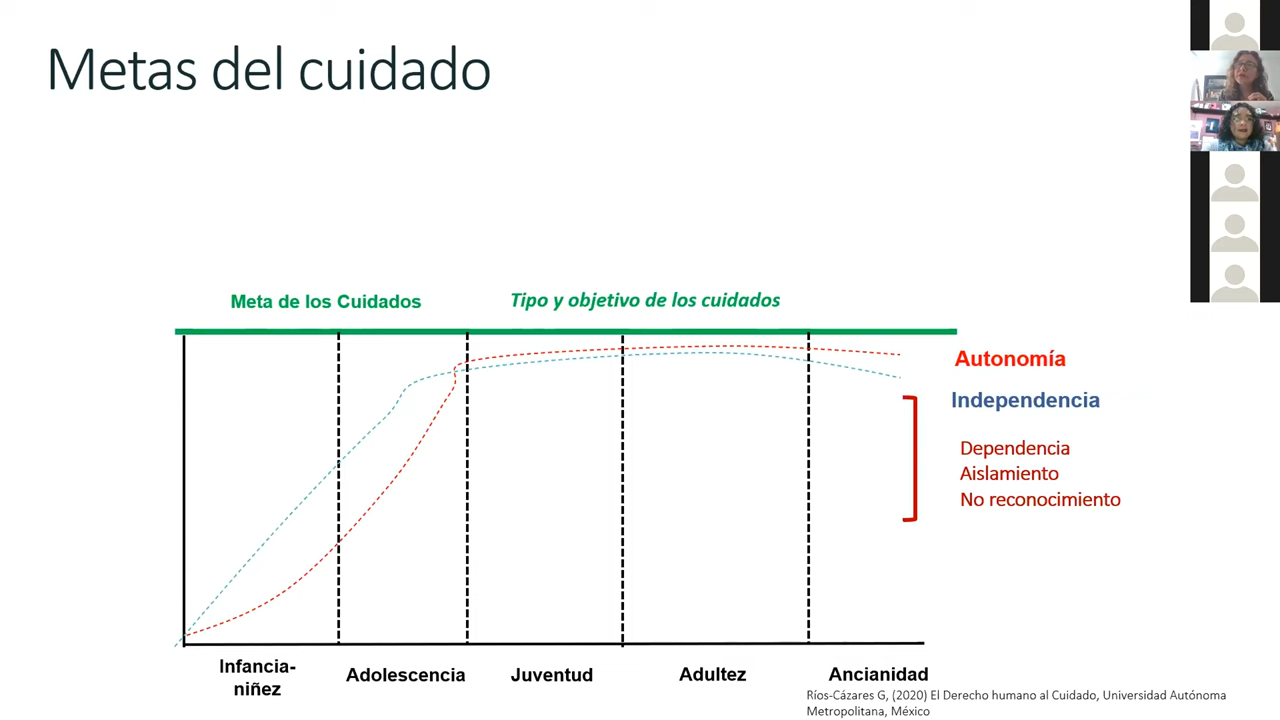 Metas del cuidado
Meta de los Cuidados
Tipo y objetivo de los cuidados
Autonomía
Independencia
Dependencia
Aislamiento
No reconocimiento
Infancia-
niñez
Adolescencia
Juventud
Adultez
Ancianidad
Ríos-Cázares G, (2020) El Derecho humano al Cuidado, Universidad Autónoma
Metropolitana, México